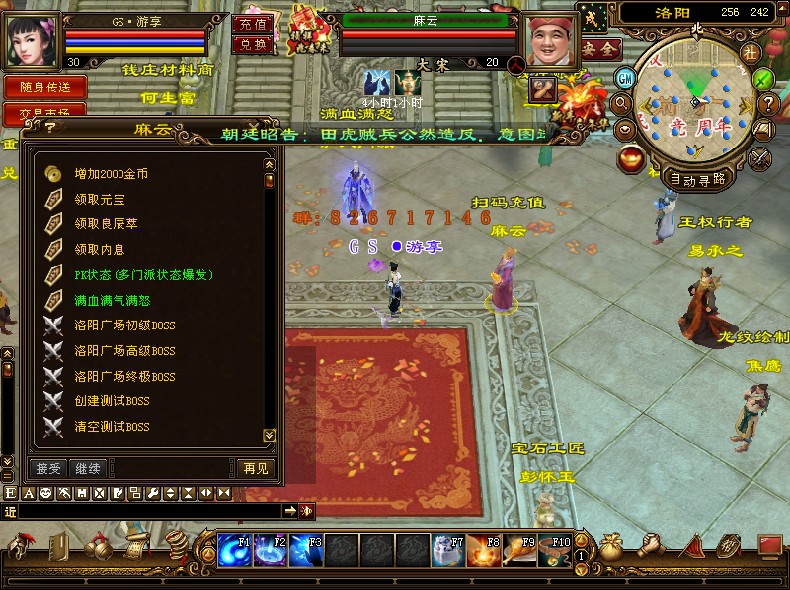 GS·游享
30
充值
兑换
麻云
大宋
20
安全
洛阳
256 242
北
社
GM
周年
自动寻路
随身传送
交易市场
钱庄材料商
何生富
4小时
1小时
满血满怒
麻云
朝廷昭告：田虎贼兵公然造反，意图
增加2000金币
领取元宝
领取良辰萃
领取内息
PK状态(多门派状态爆发)
满血满气满怒
洛阳广场初级BOSS
洛阳广场高级BOSS
洛阳广场终极BOSS
创建测试BOSS
清空测试BOSS
接受
继续
再见
群:826717146
GS●游享
扫码充值
麻云
王权行者
易承之
龙纹绘制
焦鹰
宝石工匠
彭怀玉
近
F1
F2
F3
F7
F8
F9
F10
1